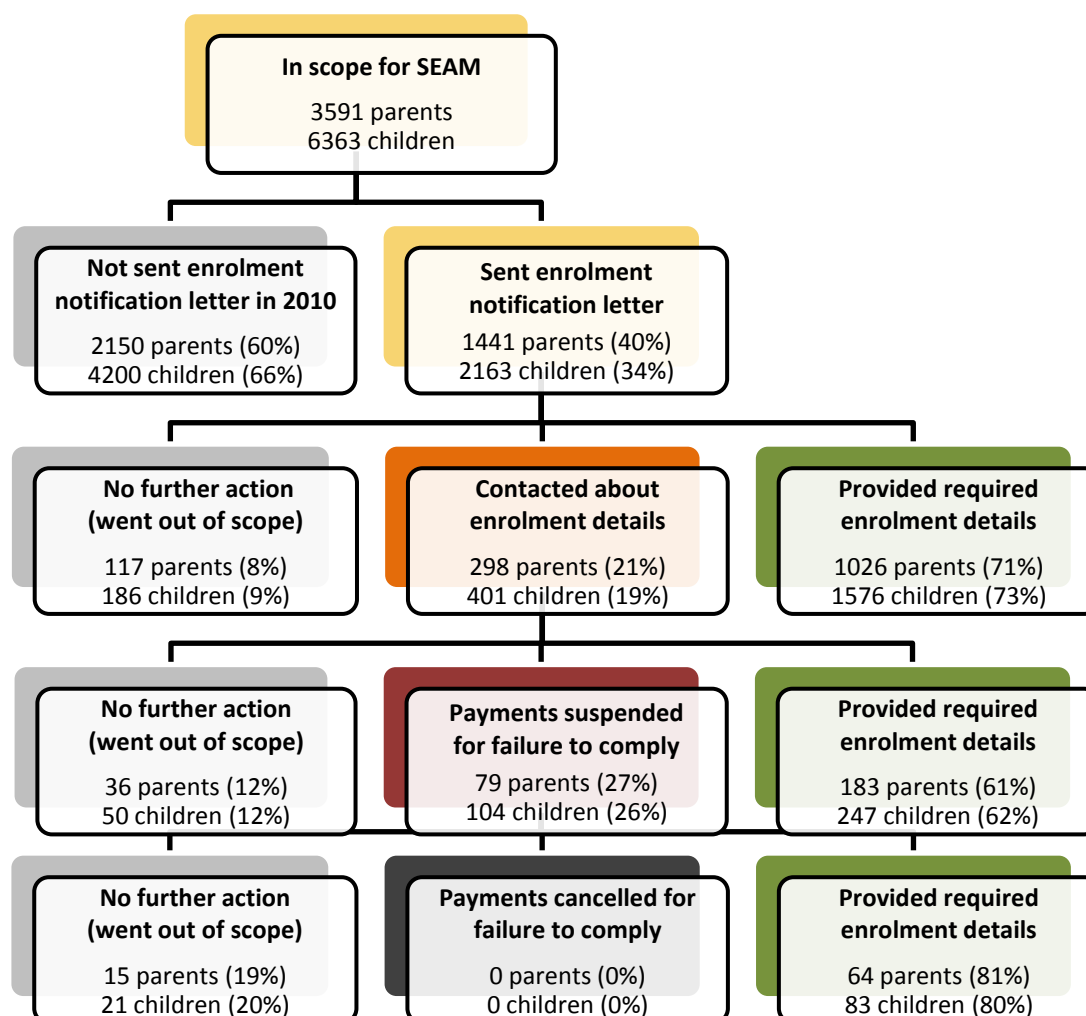 In scope for SEAM
3591 parents
6363 children
Not sent enrolment
notification letter in 2010
2150 parents (60%)
4200 children (66%)
Sent enrolment
notification letter
1441 parents (40%)
2163 children (34%)
No further action
(went out of scope)
117 parents (8%)
186 children (9%)
Contacted about
enrolment details
298 parents (21%)
401 children (19%)
Provided required
enrolment details
1026 parents (71%)
1576 children (73%)
No further action
(went out of scope)
36 parents (12%)
50 children (12%)
Payments suspended
for failure to comply
79 parents (27%)
104 children (26%)
Provided required
enrolment details
183 parents (61%)
247 children (62%)
No further action
(went out of scope)
15 parents (19%)
21 children (20%)
Payments cancelled for
failure to comply
0 parents (0%)
0 children (0%)
Provided required
enrolment details
64 parents (81%)
83 children (80%)